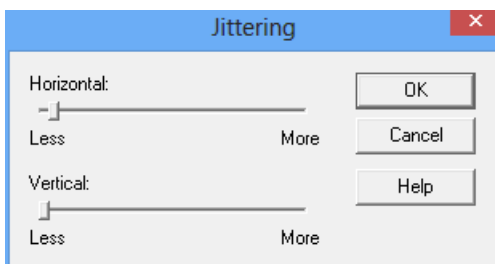 Jittering
Horizontal:
Less More
Vertical:
Less More
OK
Cancel
Help